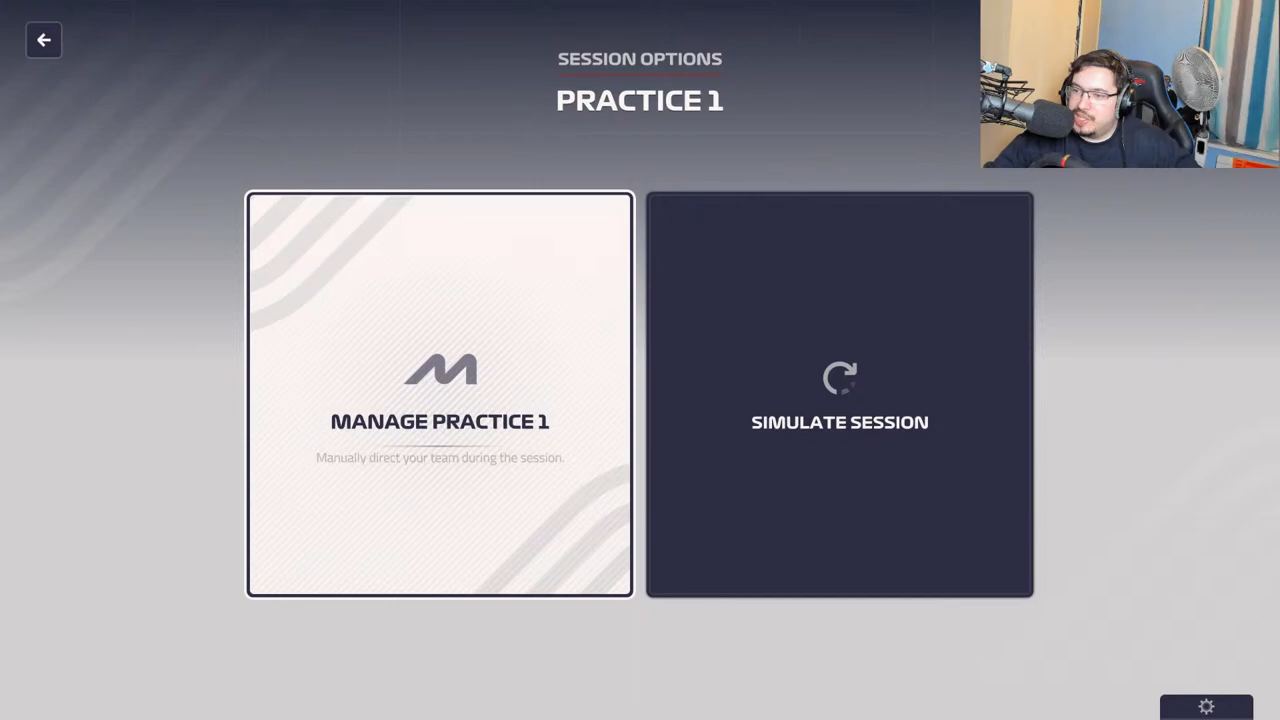 SESSION OPTIONS
PRACTICE 1
MANAGE PRACTICE 1
Manually direct your team during the session.
SIMULATE SESSION